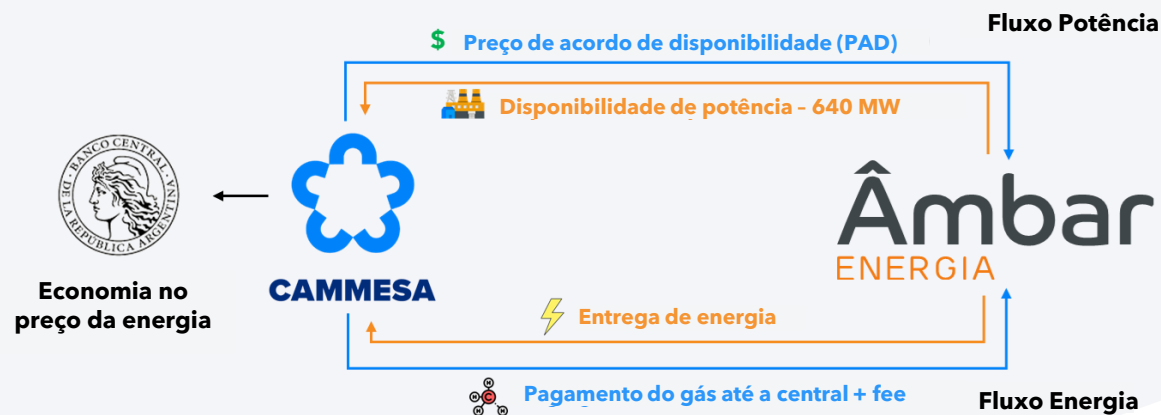 Fluxo Potência
$ Preço de acordo de disponibilidade (PAD)
Disponibilidade de potência – 640 MW
BANCO CENTRAL
DE LA REPÚBLICA ARGENTINA
CAMMESA
Âmbar
ENERGIA
Economia no
preço da energia
Entrega de energia
Pagamento do gás até a central + fee
Fluxo Energia